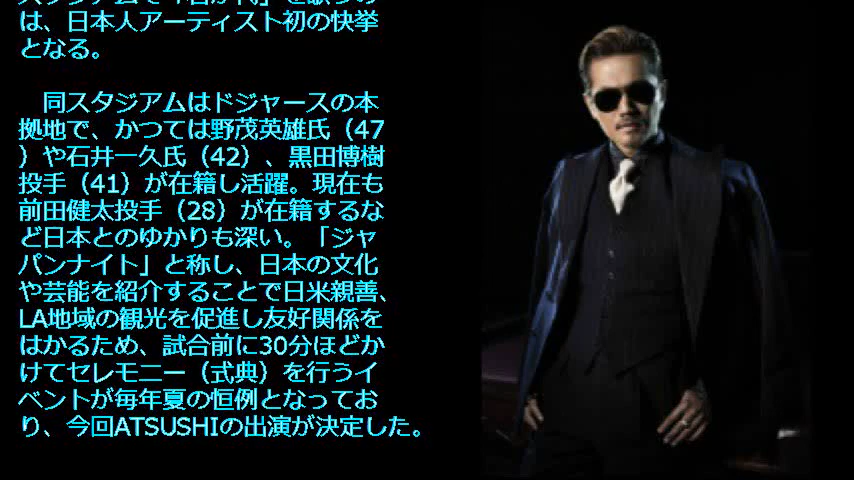 は、日本人アーティスト初の快挙
となる。
　同スタジアムはドジャースの本
拠地で、かつては野茂英雄氏（47
）や石井一久氏（42）、黒田博樹
投手（41）が在籍し活躍。現在も
前田健太投手（28）が在籍するな
ど日本とのゆかりも深い。「ジャ
パンナイト」と称し、日本の文化
や芸能を紹介することで日米親善、
LA地域の観光を促進し友好関係を
はかるため、試合前に30分ほどか
けてセレモニー（式典）を行うイ
ベントが毎年夏の恒例となってお
り、今回ATSUSHIの出演が決定した。